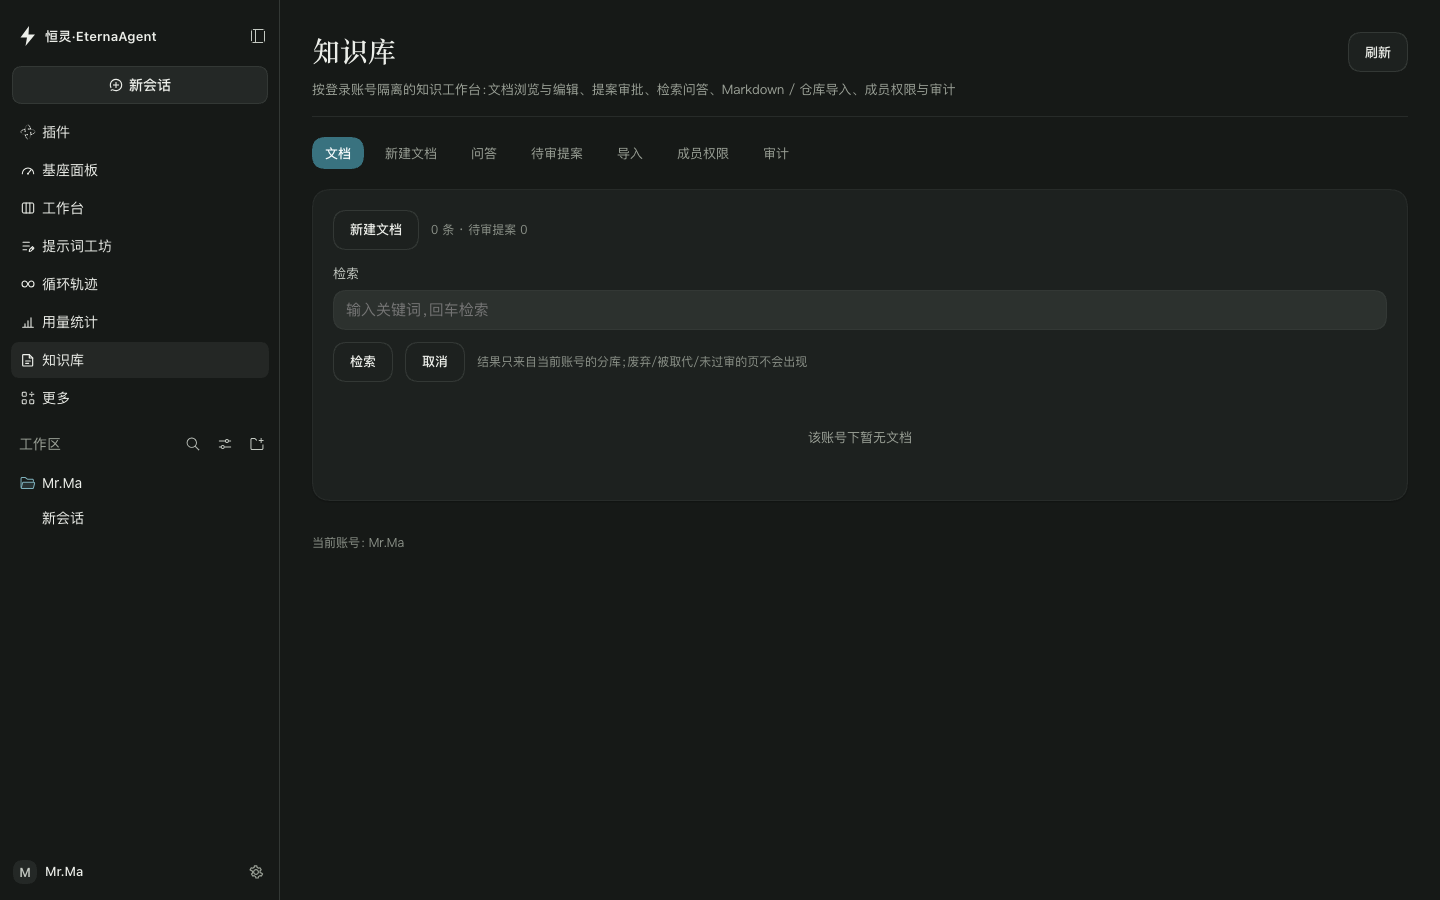 恒灵·EternaAgent
新会话
插件
基座面板
工作台
提示词工坊
循环轨迹
用量统计
知识库
更多
工作区
Mr.Ma
新会话
M Mr.Ma
知识库
刷新
按登录账号隔离的知识工作台:文档浏览与编辑、提案审批、检索问答、Markdown / 仓库导入、成员权限与审计
文档 新建文档 问答 待审提案 导入 成员权限 审计
新建文档 0 条 · 待审提案 0
检索
输入关键词,回车检索
检索 取消 结果只来自当前账号的分库;废弃/被取代/未过审的页不会出现
该账号下暂无文档
当前账号: Mr.Ma